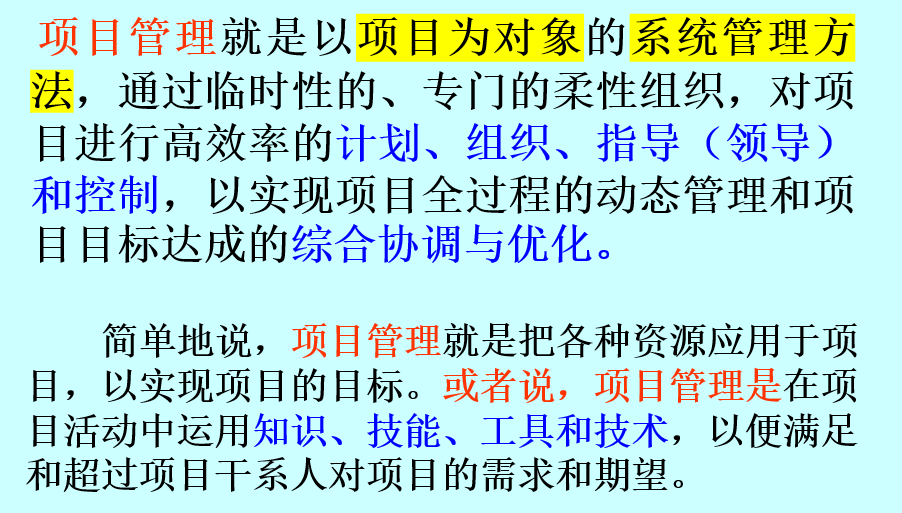 项目管理就是以项目为对象的系统管理方
法，通过临时性的、专门的柔性组织，对项
目进行高效率的计划、组织、指导（领导）
和控制，以实现项目全过程的动态管理和项
目目标达成的综合协调与优化。
简单地说，项目管理就是把各种资源应用于项
目，以实现项目的目标。或者说，项目管理是在项
目活动中运用知识、技能、工具和技术，以便满足
和超过项目干系人对项目的需求和期望。